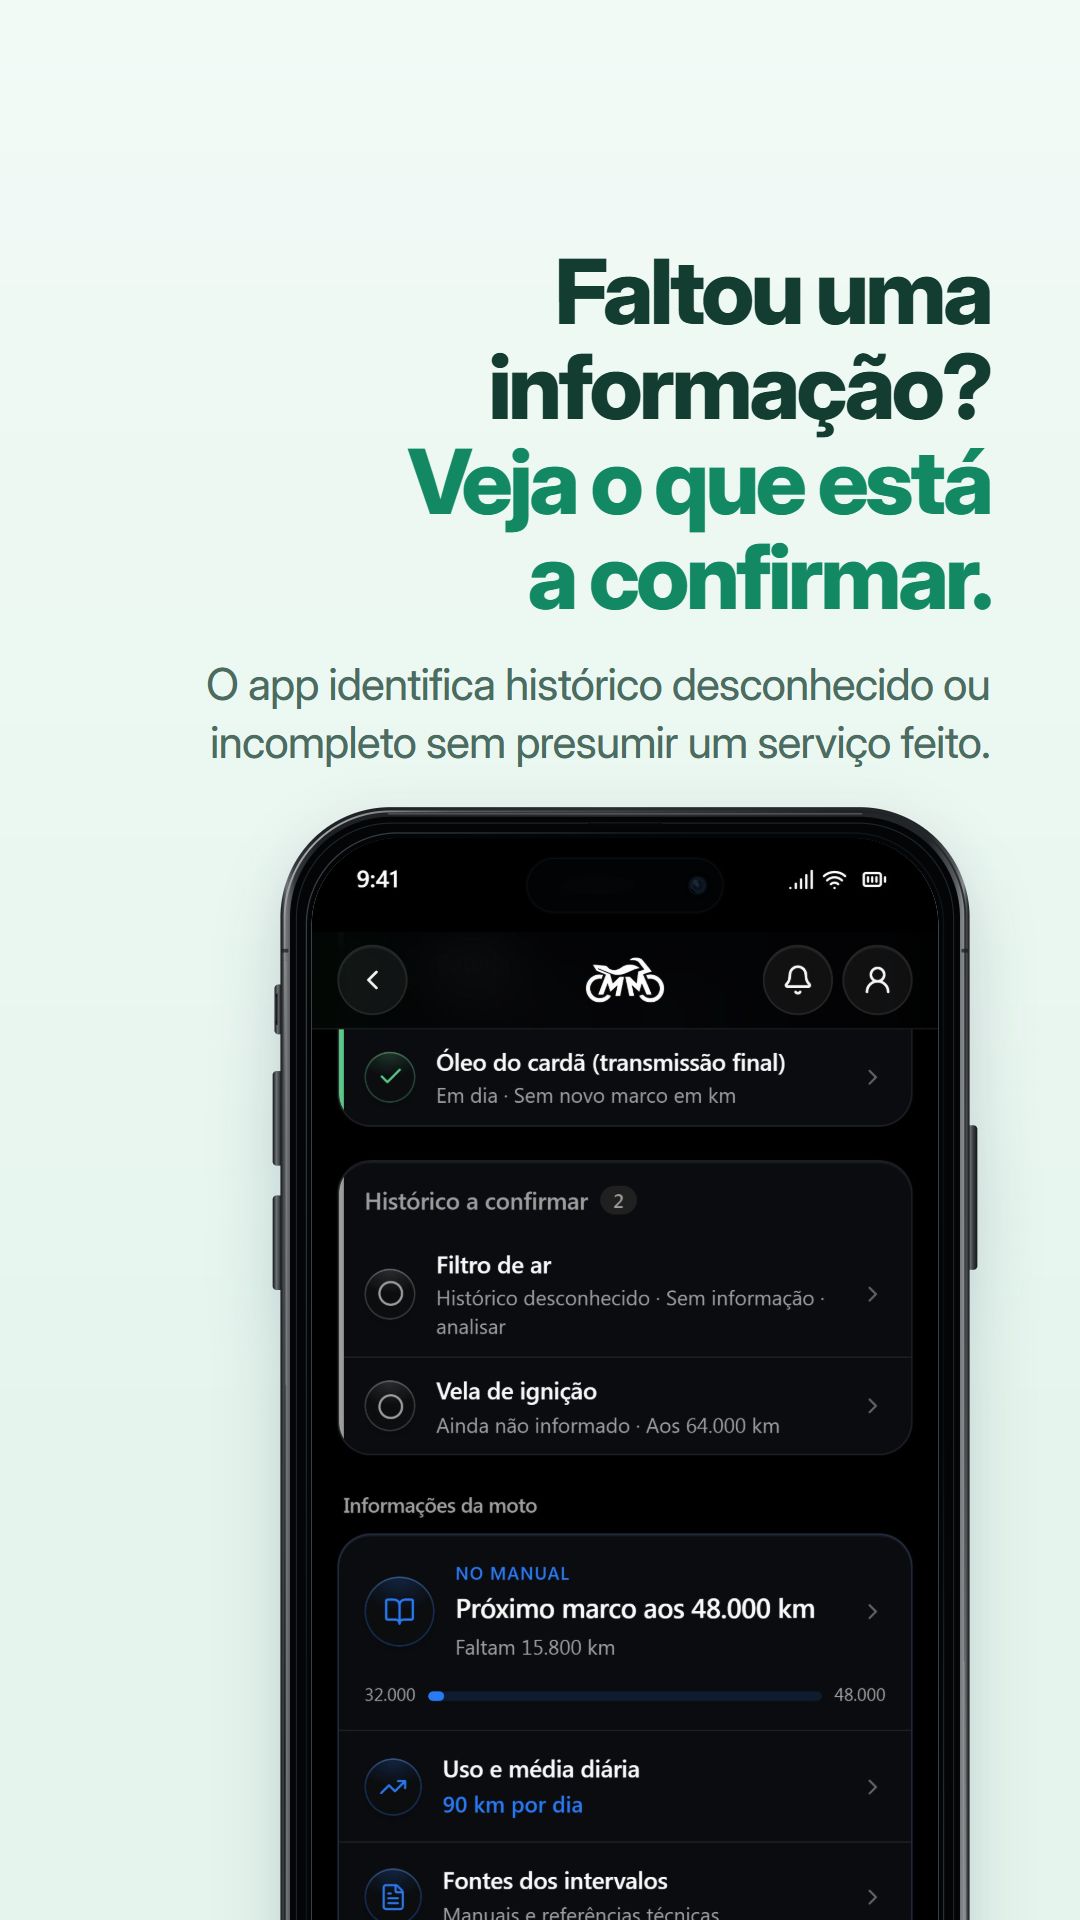 Faltou uma
informação?
Veja o que está
a confirmar.
O app identifica histórico desconhecido ou
incompleto sem presumir um serviço feito.
9:41
MM
Óleo do cardã (transmissão final)
Em dia · Sem novo marco em km
Histórico a confirmar 2
Filtro de ar
Histórico desconhecido · Sem informação ·
analisar
Vela de ignição
Ainda não informado · Aos 64.000 km
Informações da moto
NO MANUAL
Próximo marco aos 48.000 km
Faltam 15.800 km
32.000 48.000
Uso e média diária
90 km por dia
Fontes dos intervalos
Manuais e referências técnicas